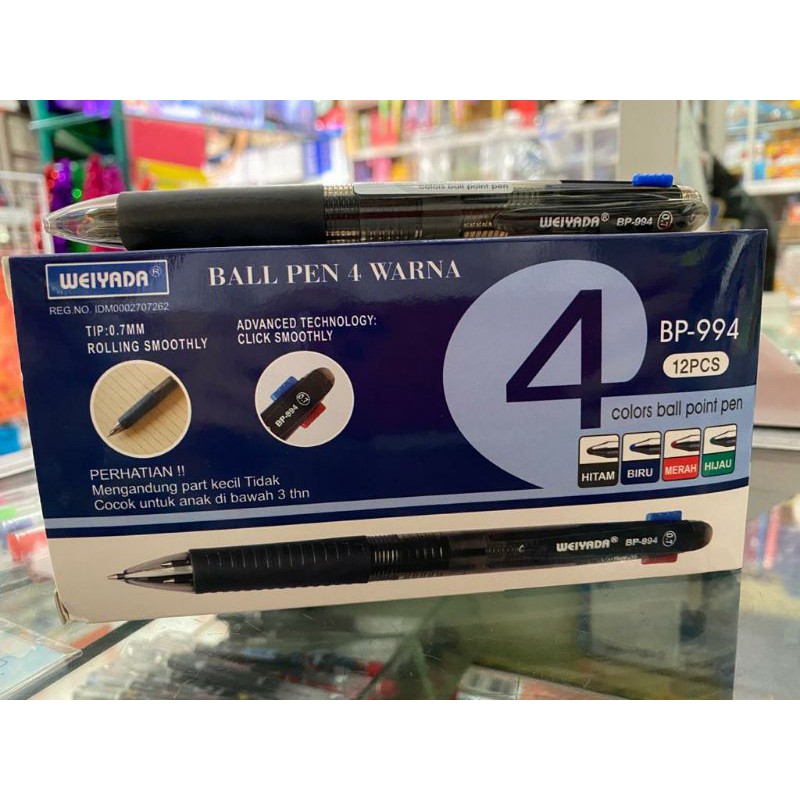 colors ball point pen
WEIYADA® BP-994 0.7
WEIYADA®
REG.NO. IDM0002707262
BALL PEN 4 WARNA
TIP:0.7MM
ROLLING SMOOTHLY
ADVANCED TECHNOLOGY:
CLICK SMOOTHLY
BP-994 0.7
4
BP-994
12PCS
colors ball point pen
HITAM BIRU MERAH HIJAU
PERHATIAN !!
Mengandung part kecil Tidak
Cocok untuk anak di bawah 3 thn
WEIYADA® BP-994 0.7